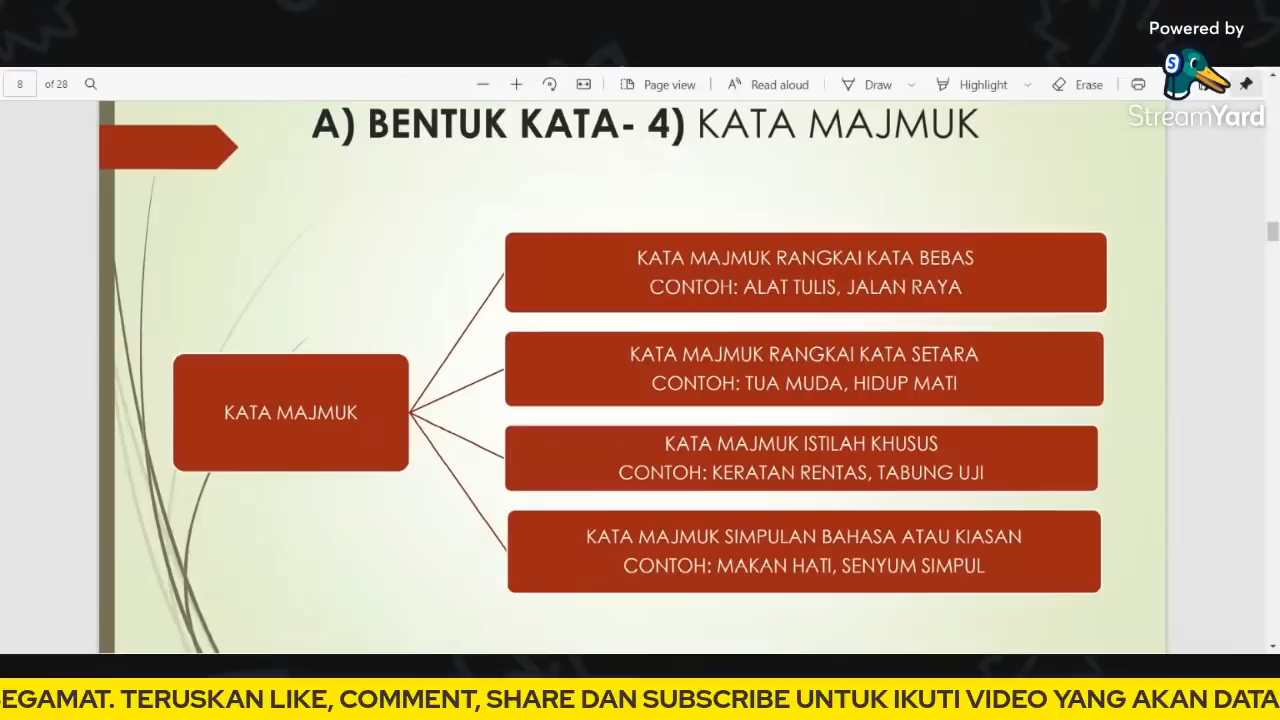 Powered by
StreamYard
8 of 28 Page view Read aloud Draw Highlight Erase
A) BENTUK KATA- 4) KATA MAJMUK
KATA MAJMUK
KATA MAJMUK RANGKAI KATA BEBAS
CONTOH: ALAT TULIS, JALAN RAYA
KATA MAJMUK RANGKAI KATA SETARA
CONTOH: TUA MUDA, HIDUP MATI
KATA MAJMUK ISTILAH KHUSUS
CONTOH: KERATAN RENTAS, TABUNG UJI
KATA MAJMUK SIMPULAN BAHASA ATAU KIASAN
CONTOH: MAKAN HATI, SENYUM SIMPUL
EGAMAT. TERUSKAN LIKE, COMMENT, SHARE DAN SUBSCRIBE UNTUK IKUTI VIDEO YANG AKAN DATA